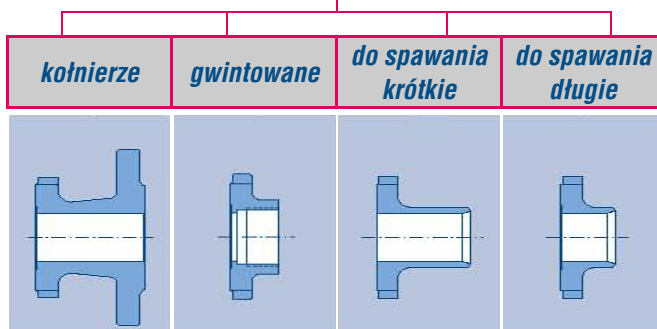 kołnierze
gwintowane
do spawania
krótkie
do spawania
długie